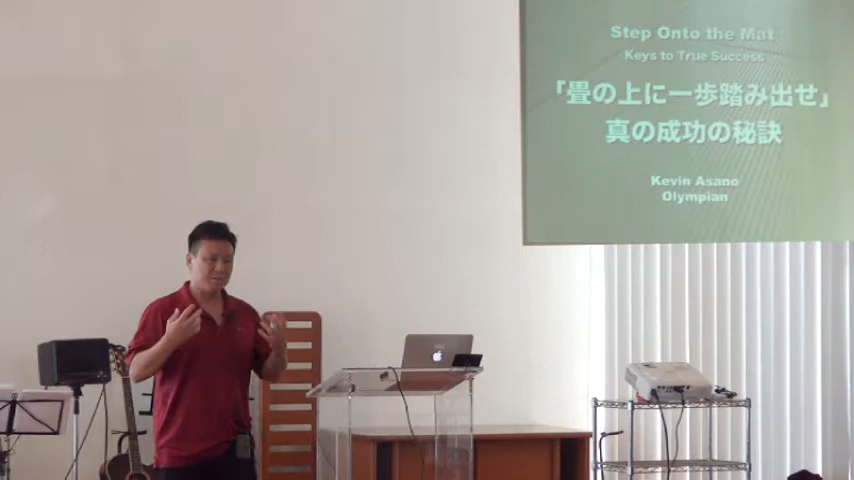 Step Onto the Mat
Keys to True Success
「畳の上に一歩踏み出せ」
真の成功の秘訣
Kevin Asano
Olympian